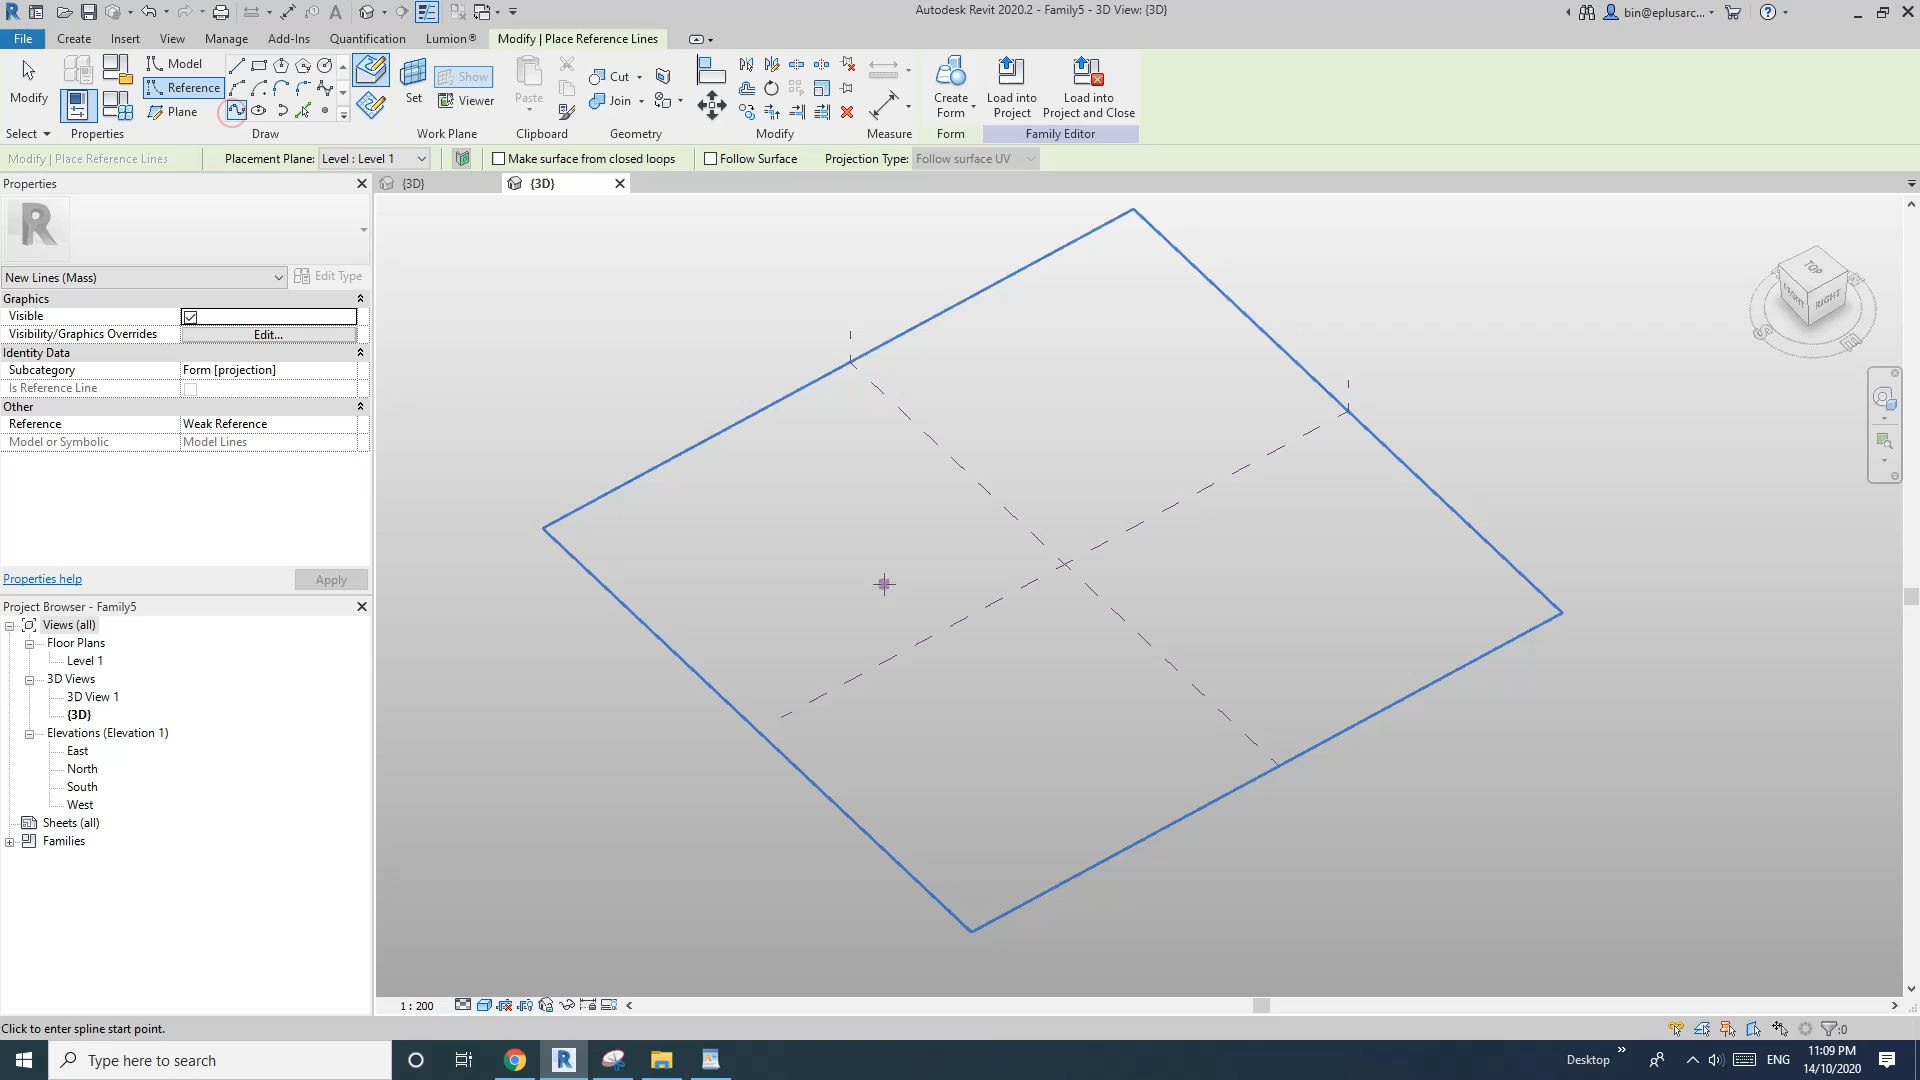 Autodesk Revit 2020.2 - Family5 - 3D View: {3D}
bin@eplusarc...
File Create Insert View Manage Add-Ins Quantification Lumion® Modify | Place Reference Lines
Modify
Model
Reference
Plane
Set
Show
Viewer
Paste
Cut
Join
Create Form
Load into Project
Load into Project and Close
Select Properties Draw Work Plane Clipboard Geometry Modify Measure Form Family Editor
Modify | Place Reference Lines Placement Plane: Level : Level 1 Make surface from closed loops Follow Surface Projection Type: Follow surface UV
Properties
{3D} {3D}
R
New Lines (Mass) Edit Type
Graphics
Visible
Visibility/Graphics Overrides Edit...
Identity Data
Subcategory Form [projection]
Is Reference Line
Other
Reference Weak Reference
Model or Symbolic Model Lines
Properties help Apply
Project Browser - Family5
Views (all)
Floor Plans
Level 1
3D Views
3D View 1
{3D}
Elevations (Elevation 1)
East
North
South
West
Sheets (all)
Families
TOP
FRONT
RIGHT
S
E
1 : 200
Click to enter spline start point.
:0
Type here to search
R
Desktop
ENG
11:09 PM
14/10/2020